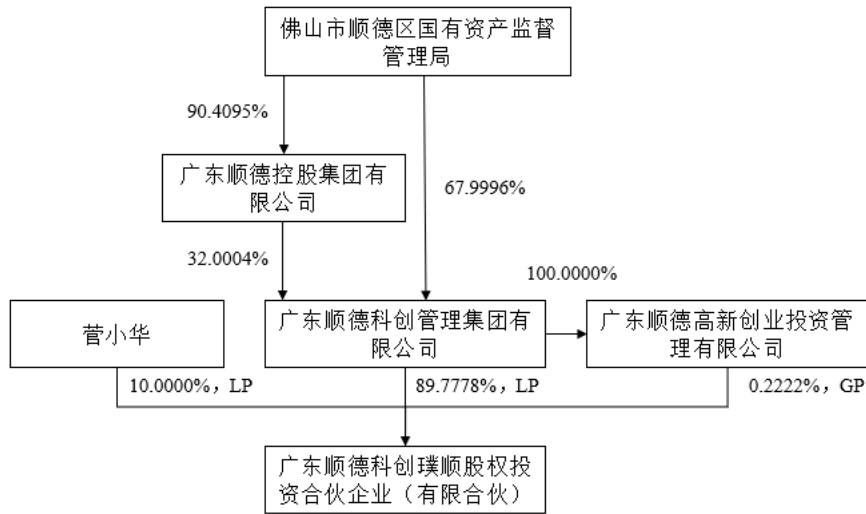 佛山市顺德区国有资产监督
管理局
90.4095%
广东顺德控股集团有
限公司
67.9996%
32.0004%
100.0000%
菅小华
广东顺德科创管理集团有
限公司
广东顺德高新创业投资管
理有限公司
10.0000%，LP
89.7778%，LP
0.2222%，GP
广东顺德科创璞顺股权投
资合伙企业（有限合伙）